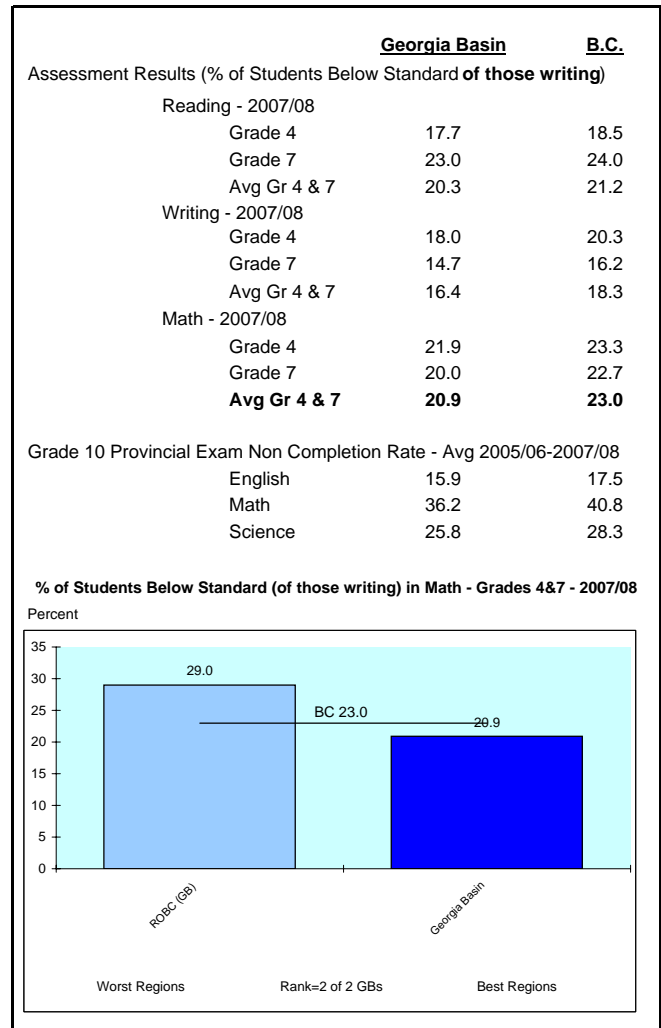 Georgia Basin B.C.
Assessment Results (% of Students Below Standard of those writing)
Reading - 2007/08
Grade 4 17.7 18.5
Grade 7 23.0 24.0
Avg Gr 4 & 7 20.3 21.2
Writing - 2007/08
Grade 4 18.0 20.3
Grade 7 14.7 16.2
Avg Gr 4 & 7 16.4 18.3
Math - 2007/08
Grade 4 21.9 23.3
Grade 7 20.0 22.7
Avg Gr 4 & 7 20.9 23.0
Grade 10 Provincial Exam Non Completion Rate - Avg 2005/06-2007/08
English 15.9 17.5
Math 36.2 40.8
Science 25.8 28.3
% of Students Below Standard (of those writing) in Math - Grades 4&7 - 2007/08
Percent
35
30
25
20
15
10
5
0
29.0
BC 23.0
20.9
ROBC (GB)
Georgia Basin
Worst Regions Rank=2 of 2 GBs Best Regions